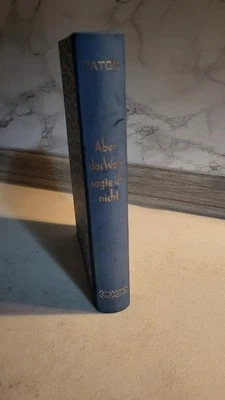 PATON
Aber
das Wort
sagte ich
nicht